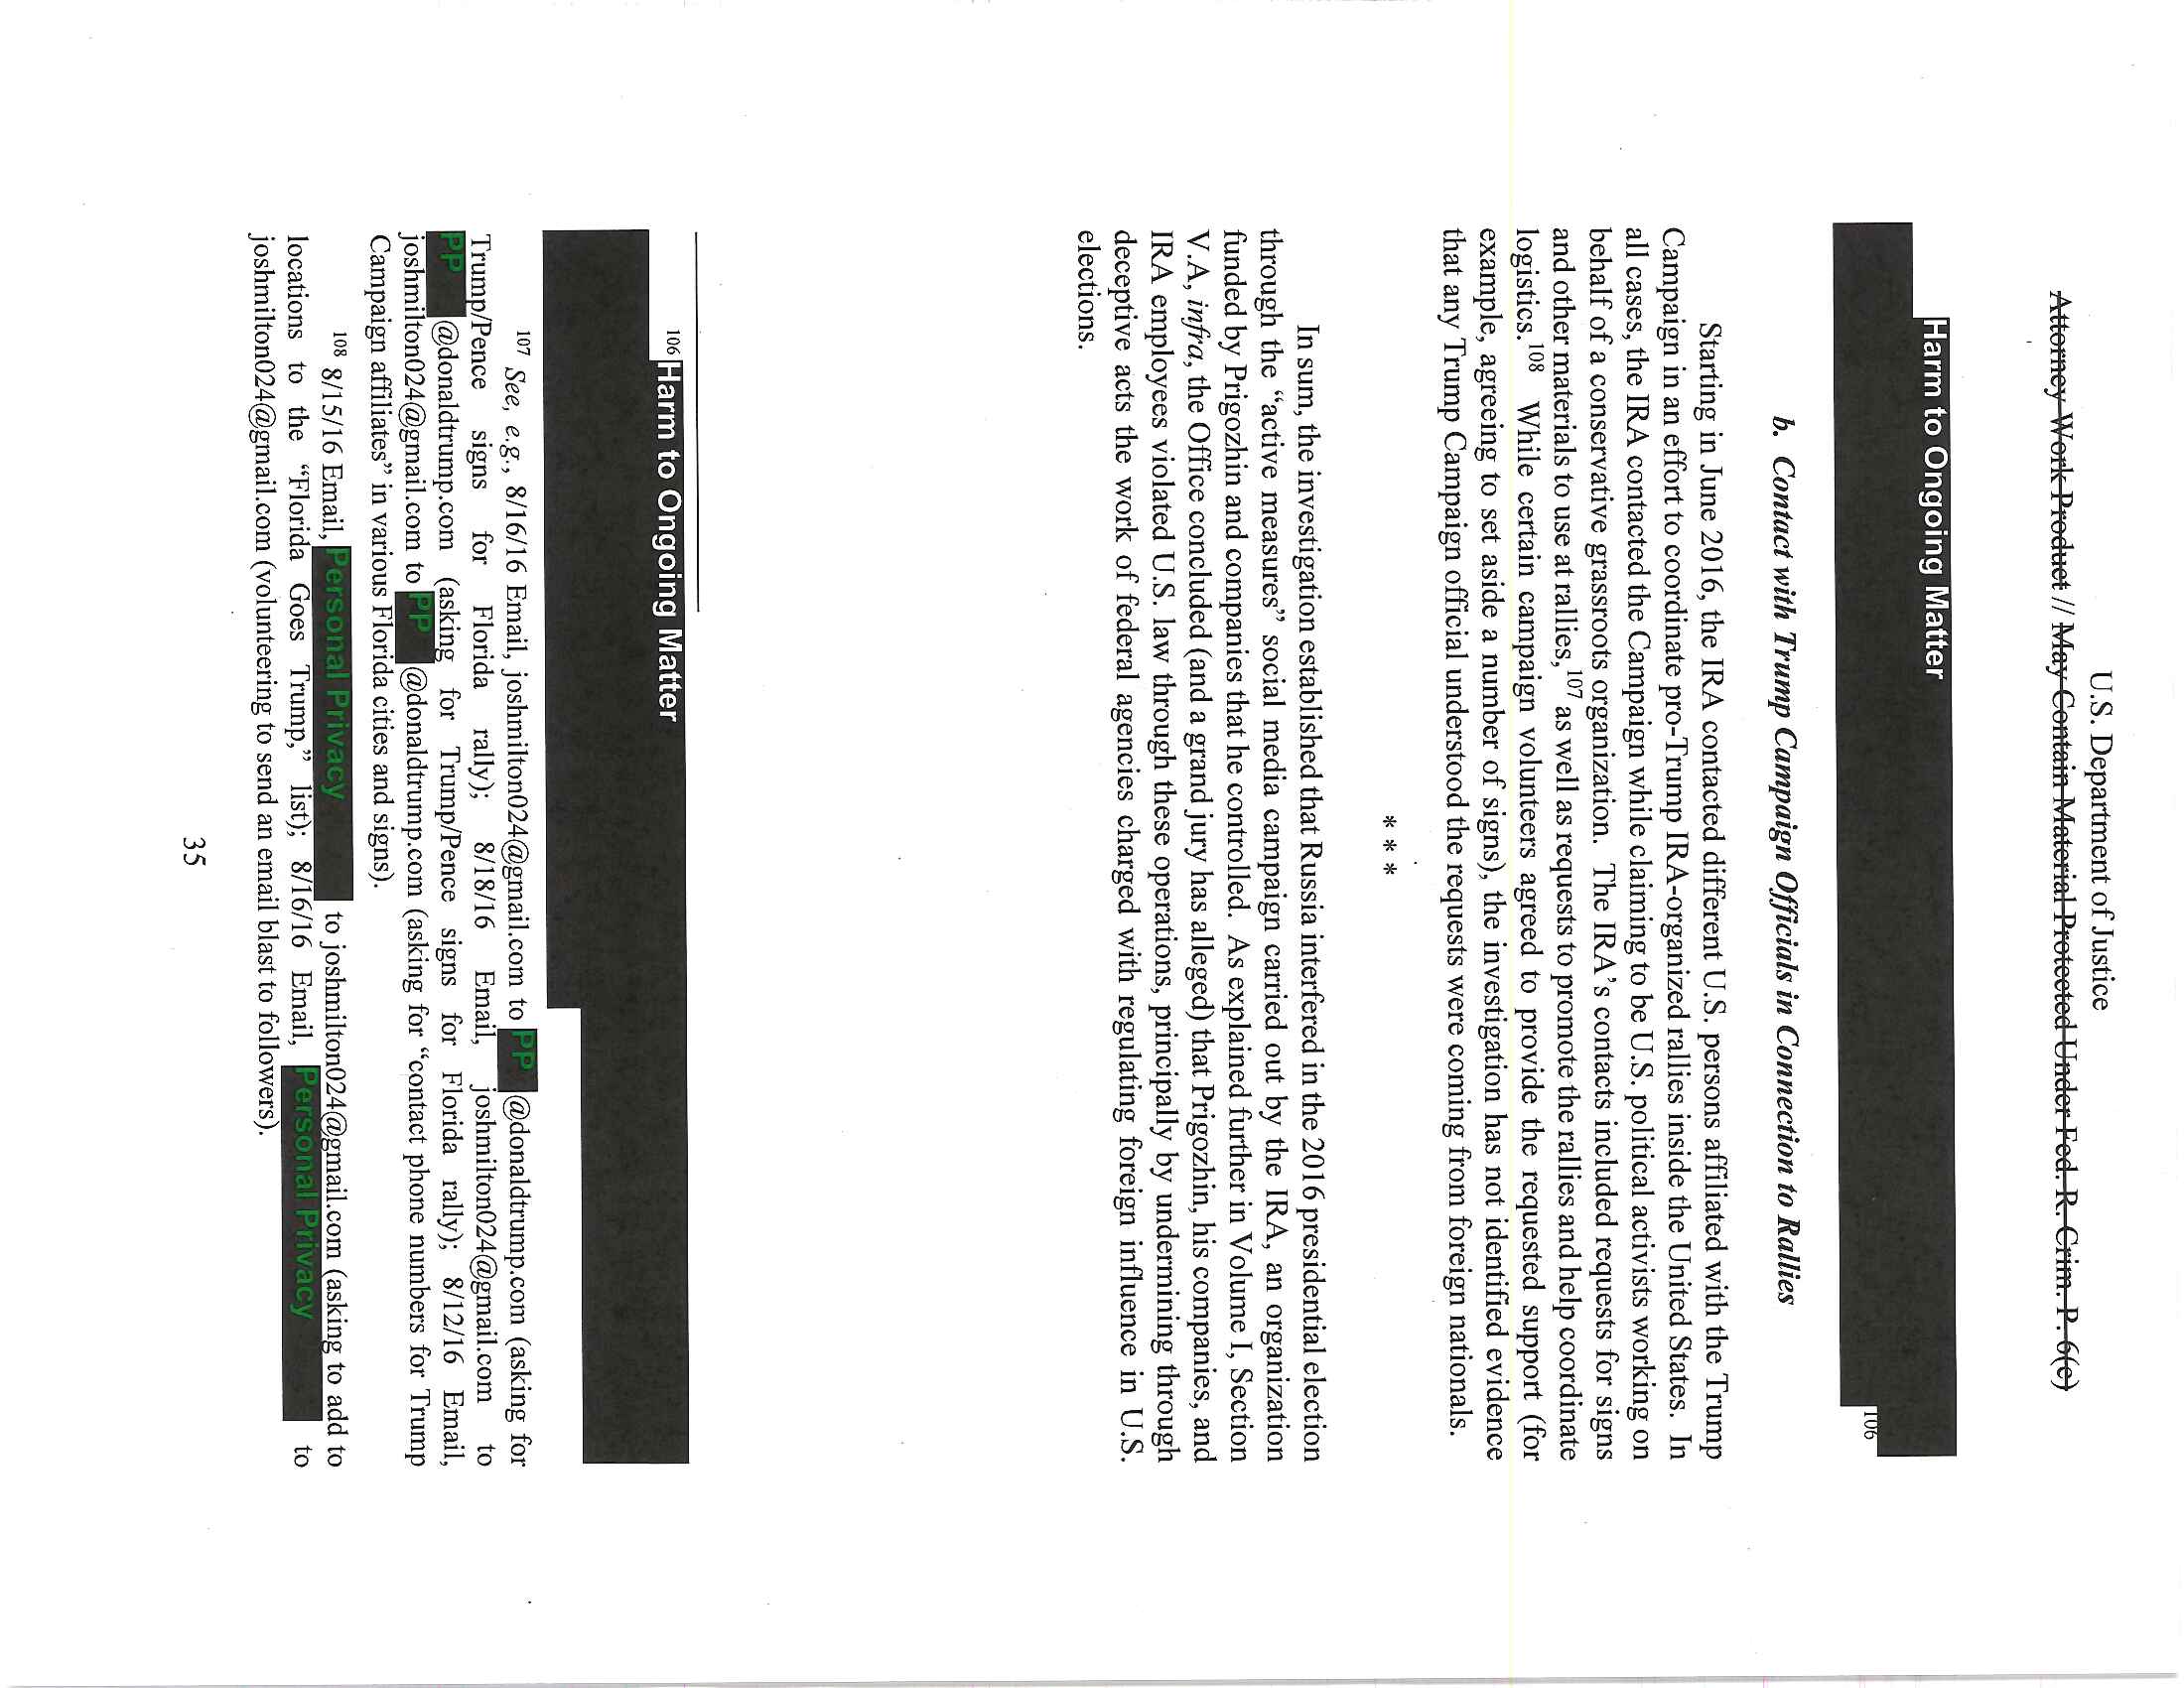 U.S. Department of Justice
Attorney Work Product // May Contain Material Protected Under Fed. R. Crim. P. 6(e)
Harm to Ongoing Matter
106
b. Contact with Trump Campaign Officials in Connection to Rallies
Starting in June 2016, the IRA contacted different U.S. persons affiliated with the Trump
Campaign in an effort to coordinate pro-Trump IRA-organized rallies inside the United States. In
all cases, the IRA contacted the Campaign while claiming to be U.S. political activists working on
behalf of a conservative grassroots organization. The IRA's contacts included requests for signs
and other materials to use at rallies,107 as well as requests to promote the rallies and help coordinate
logistics.108 While certain campaign volunteers agreed to provide the requested support (for
example, agreeing to set aside a number of signs), the investigation has not identified evidence
that any Trump Campaign official understood the requests were coming from foreign nationals.
* * *
In sum, the investigation established that Russia interfered in the 2016 presidential election
through the “active measures” social media campaign carried out by the IRA, an organization
funded by Prigozhin and companies that he controlled. As explained further in Volume I, Section
V.A, infra, the Office concluded (and a grand jury has alleged) that Prigozhin, his companies, and
IRA employees violated U.S. law through these operations, principally by undermining through
deceptive acts the work of federal agencies charged with regulating foreign influence in U.S.
elections.
106 Harm to Ongoing Matter
107 See, e.g., 8/16/16 Email, joshmilton024@gmail.com to PP @donaldtrump.com (asking for
Trump/Pence signs for Florida rally); 8/18/16 Email, joshmilton024@gmail.com to
PP @donaldtrump.com (asking for Trump/Pence signs for Florida rally); 8/12/16 Email,
joshmilton024@gmail.com to PP @donaldtrump.com (asking for “contact phone numbers for Trump
Campaign affiliates” in various Florida cities and signs).
108 8/15/16 Email, Personal Privacy to joshmilton024@gmail.com (asking to add to
locations to the “Florida Goes Trump,” list); 8/16/16 Email, Personal Privacy to
joshmilton024@gmail.com (volunteering to send an email blast to followers).
35